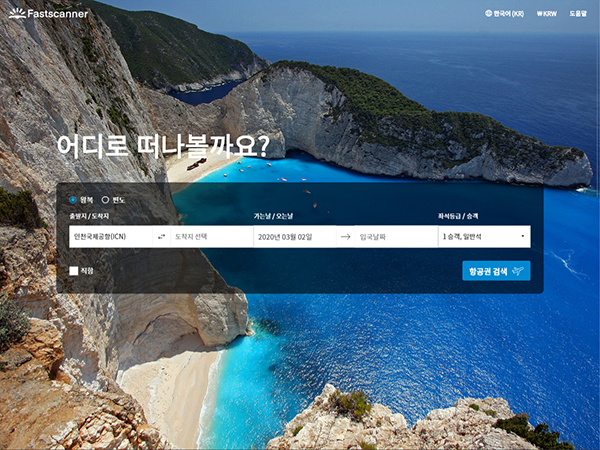 Fastscanner
한국어 (KR)
₩ KRW
도움말
어디로 떠나볼까요?
왕복
편도
출발지 / 도착지
가는날 / 오는날
좌석등급 / 승객
인천국제공항(ICN)
도착지 선택
2020년 03월 02일
입국날짜
1 승객, 일반석
직항
항공권 검색